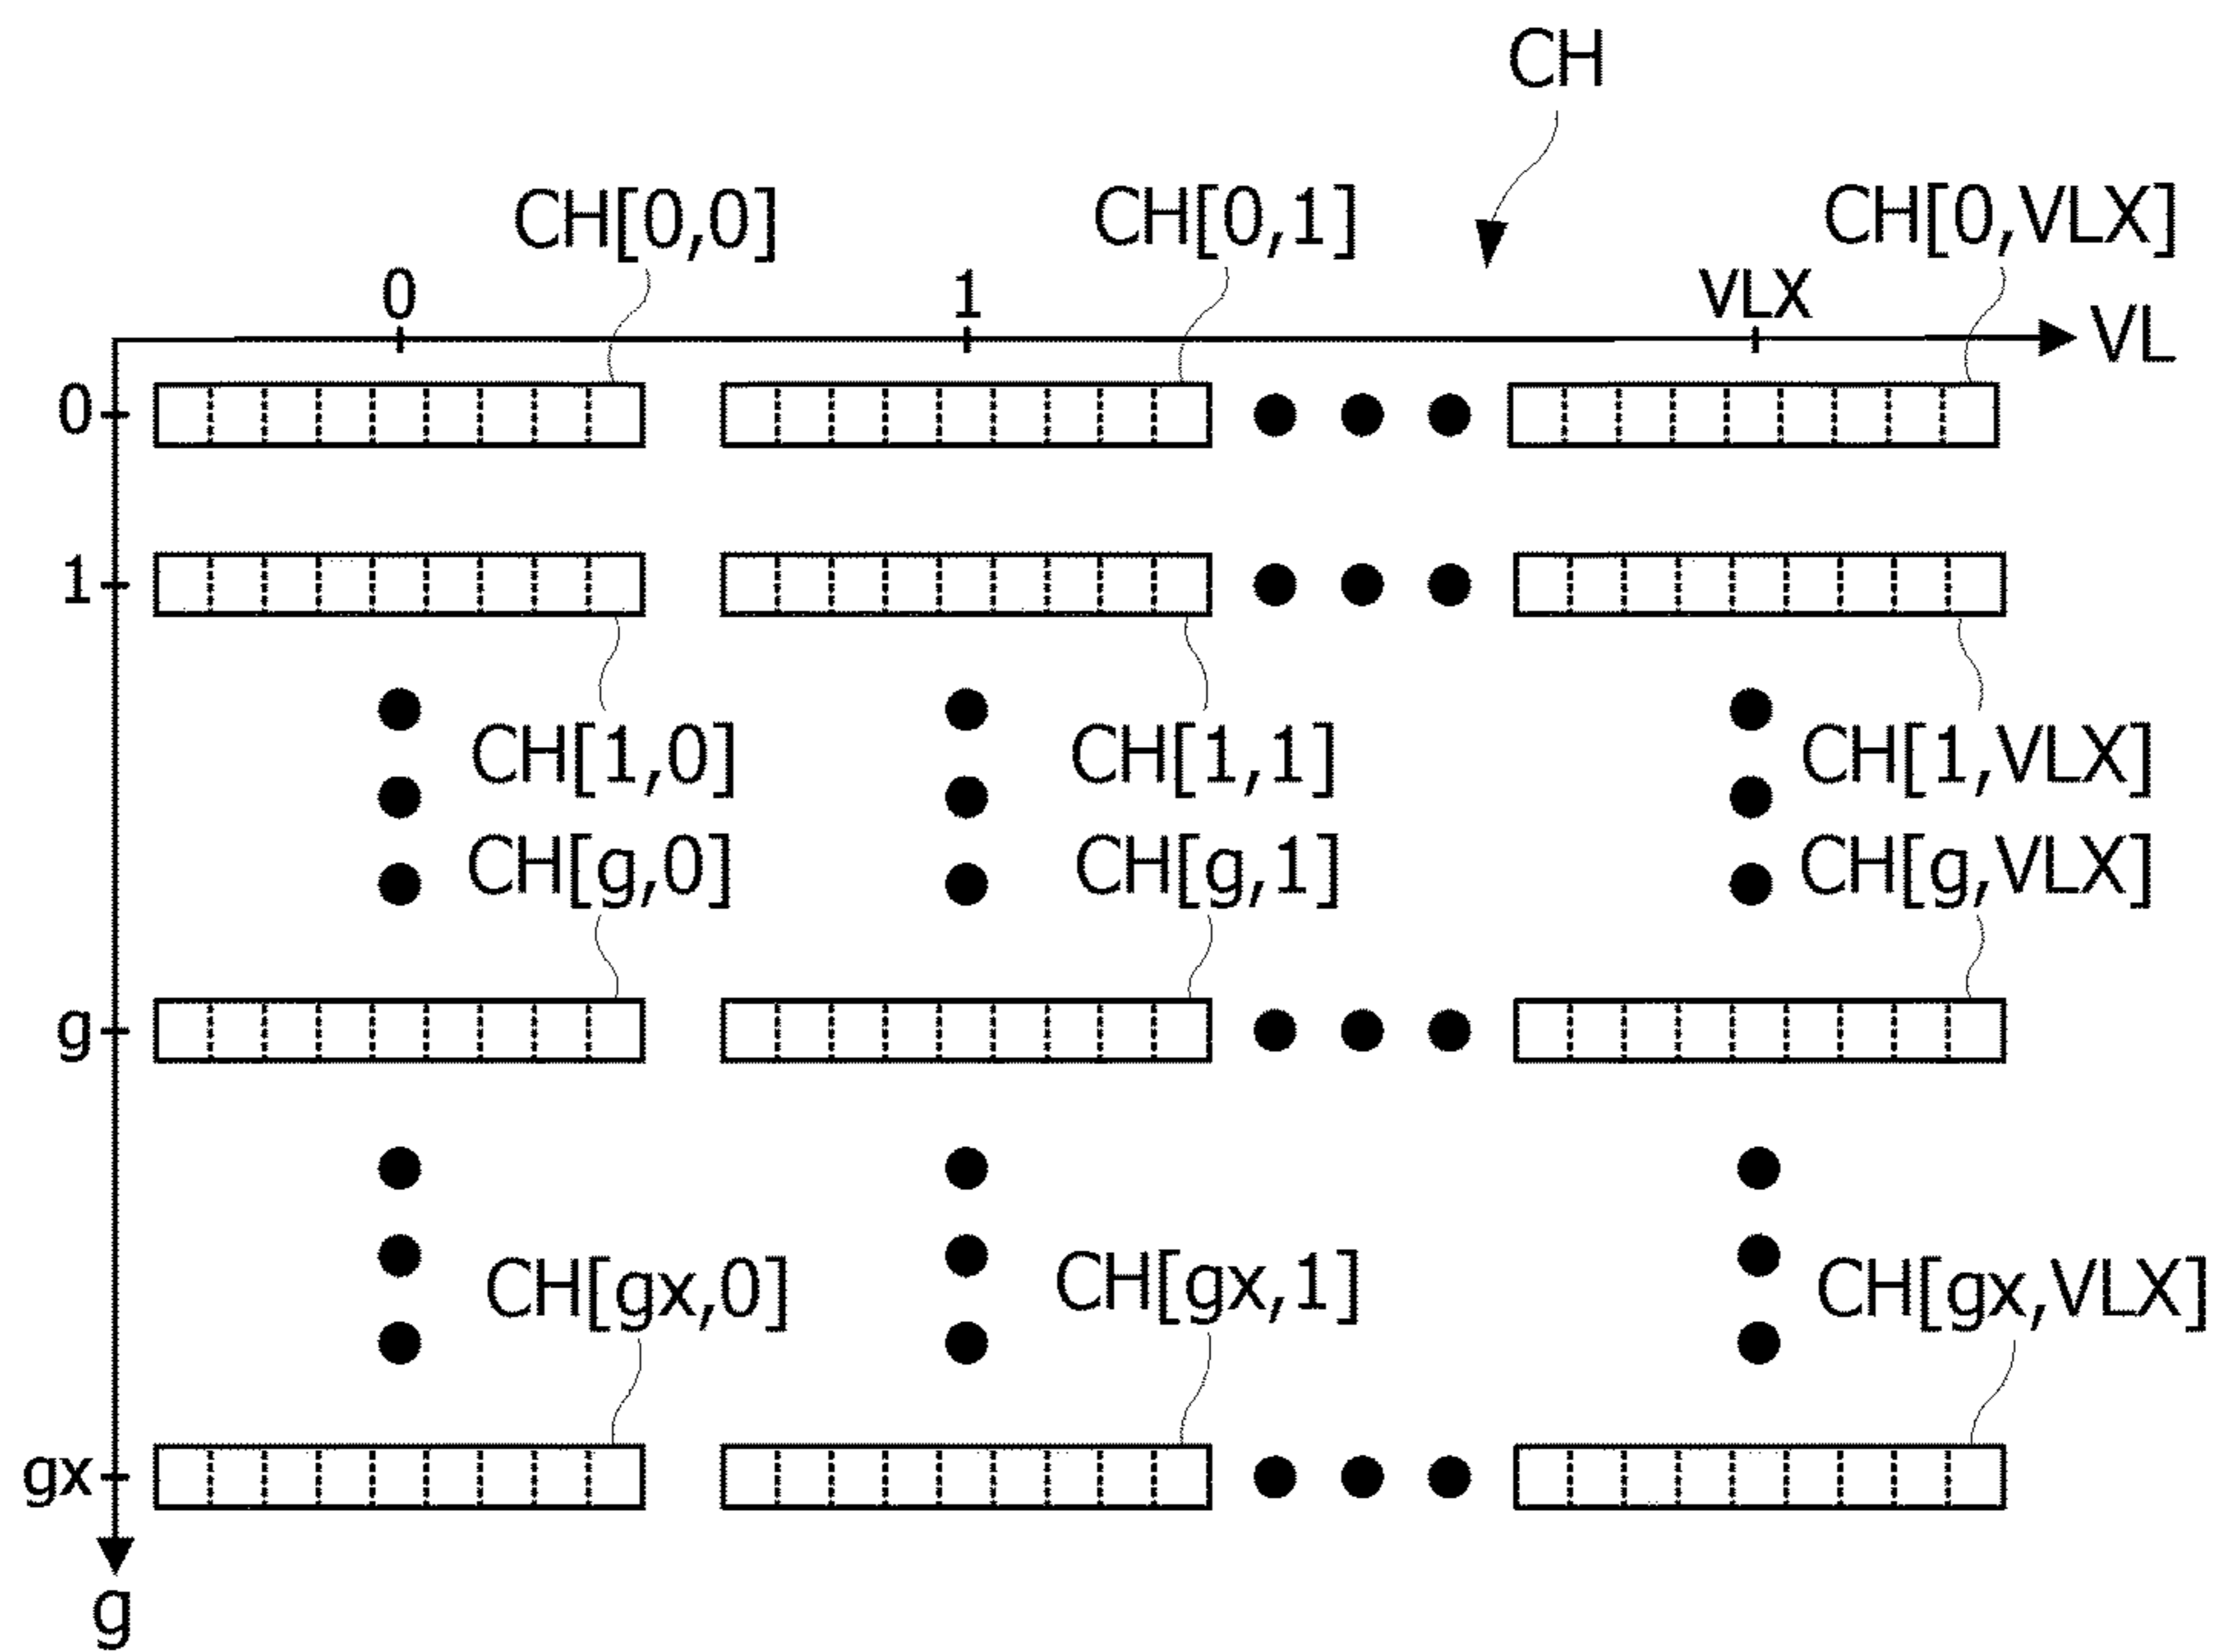 CH
CH[0,0] CH[0,1] CH[0,VLX]
0 1 VLX
VL
0
1
CH[1,0] CH[1,1] CH[1,VLX]
CH[g,0] CH[g,1] CH[g,VLX]
g
CH[gx,0] CH[gx,1] CH[gx,VLX]
gx
g